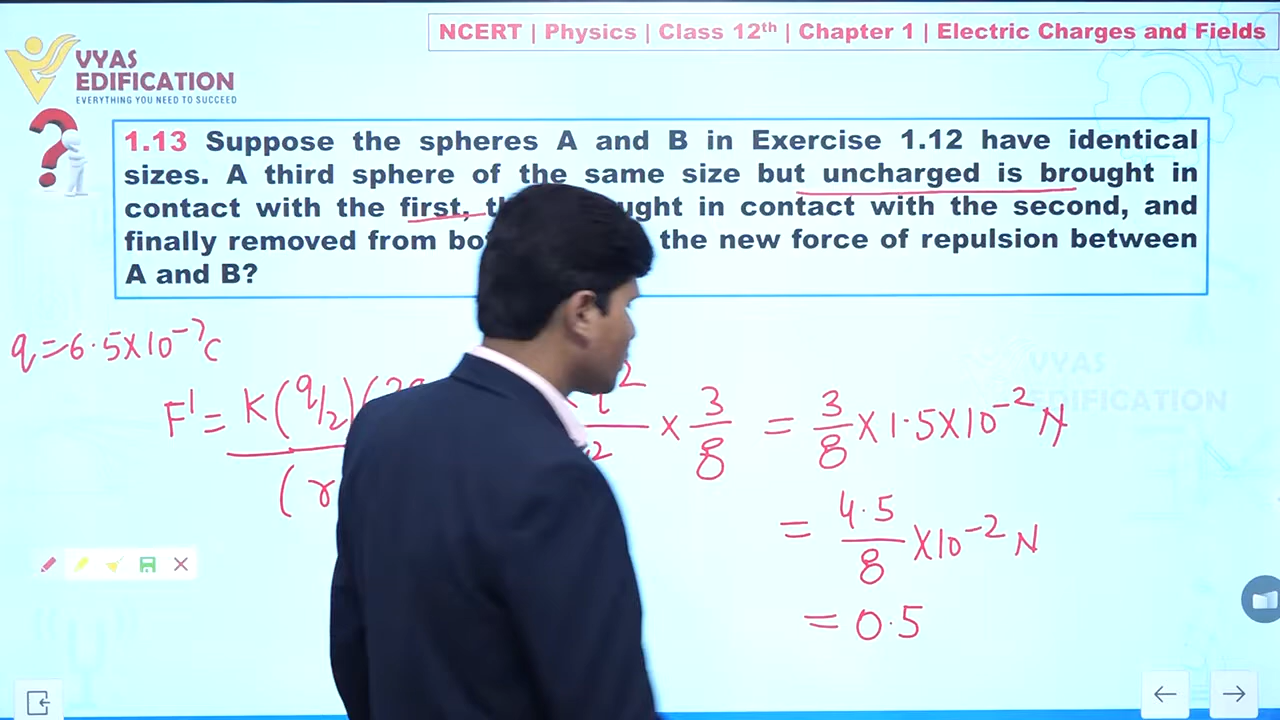 NCERT | Physics | Class 12th | Chapter 1 | Electric Charges and Fields
VYAS
EDIFICATION
EVERYTHING YOU NEED TO SUCCEED
1.13 Suppose the spheres A and B in Exercise 1.12 have identical
sizes. A third sphere of the same size but uncharged is brought in
contact with the first, in contact with the second, and
finally removed from the new force of repulsion between
A and B?
q=6.5×10⁻⁷C
VYAS
EDIFICATION
F' = K(q/2)( × 3/8 = 3/8 ×1.5×10⁻² N
(r
= 4.5/8 ×10⁻² N
= 0.5